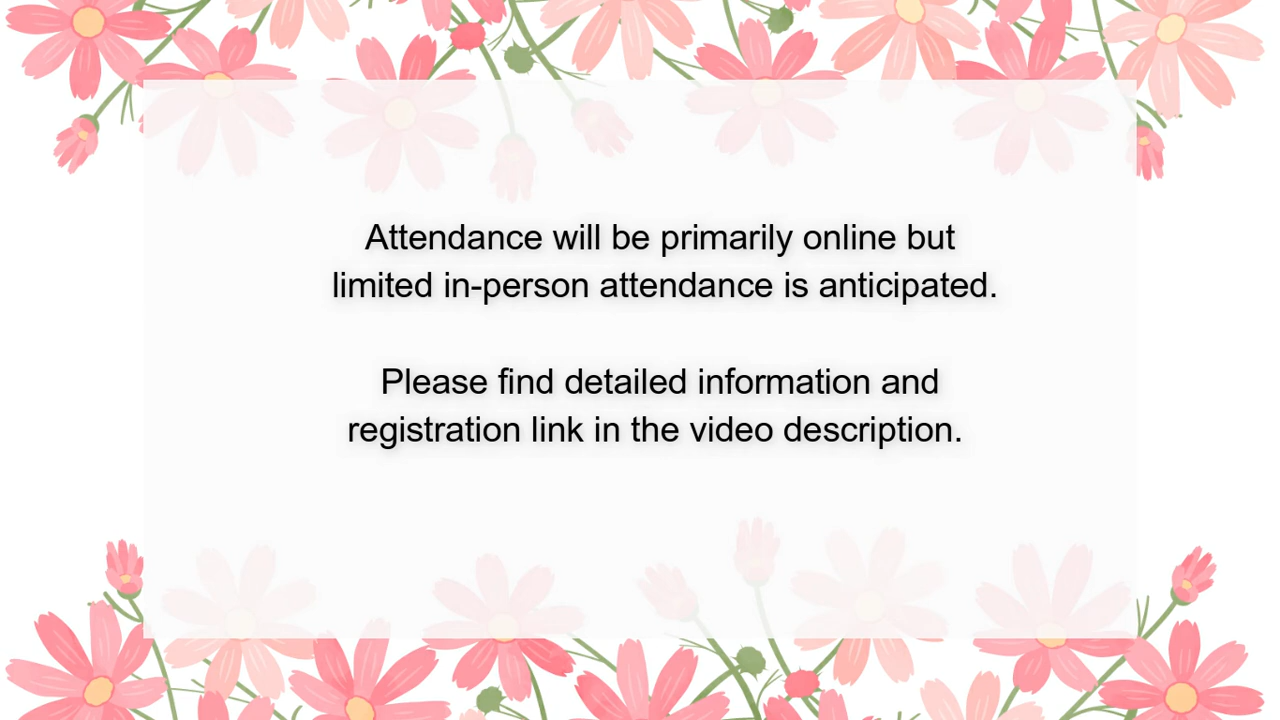 Attendance will be primarily online but
limited in-person attendance is anticipated.
Please find detailed information and
registration link in the video description.